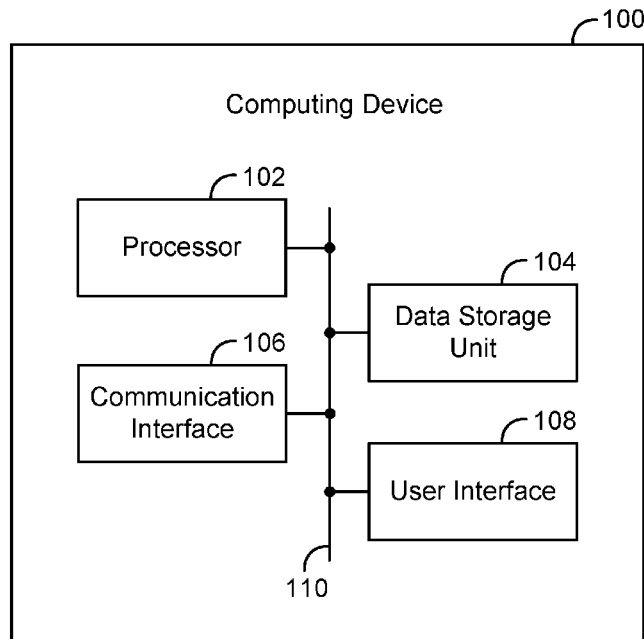 100
Computing Device
102
Processor
104
Data Storage
Unit
106
Communication
Interface
108
User Interface
110